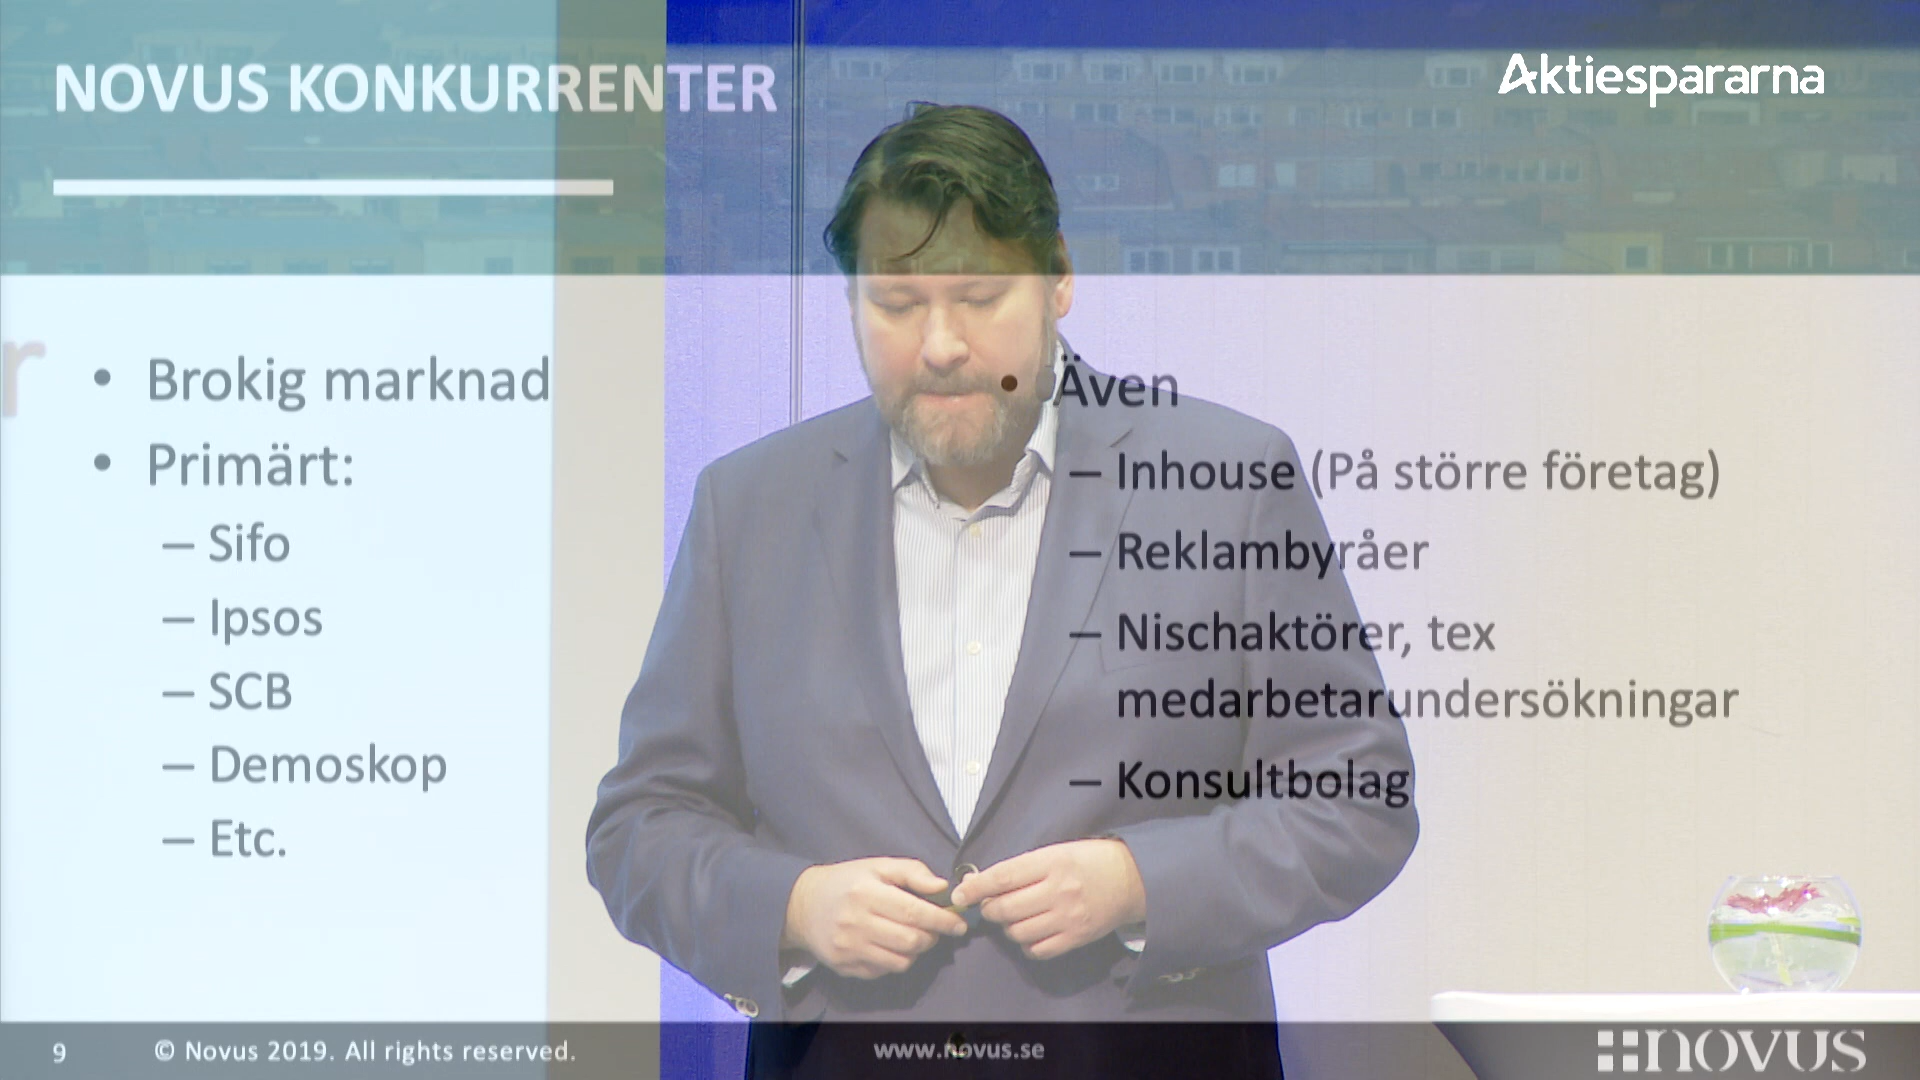 NOVUS KONKURRENTER
Aktiespararna
r
• Brokig marknad
• Primärt:
– Sifo
– Ipsos
– SCB
– Demoskop
– Etc.
• Även
– Inhouse (På större företag)
– Reklambyråer
– Nischaktörer, tex
medarbetarundersökningar
– Konsultbolag
9
© Novus 2019. All rights reserved.
www.novus.se
novus